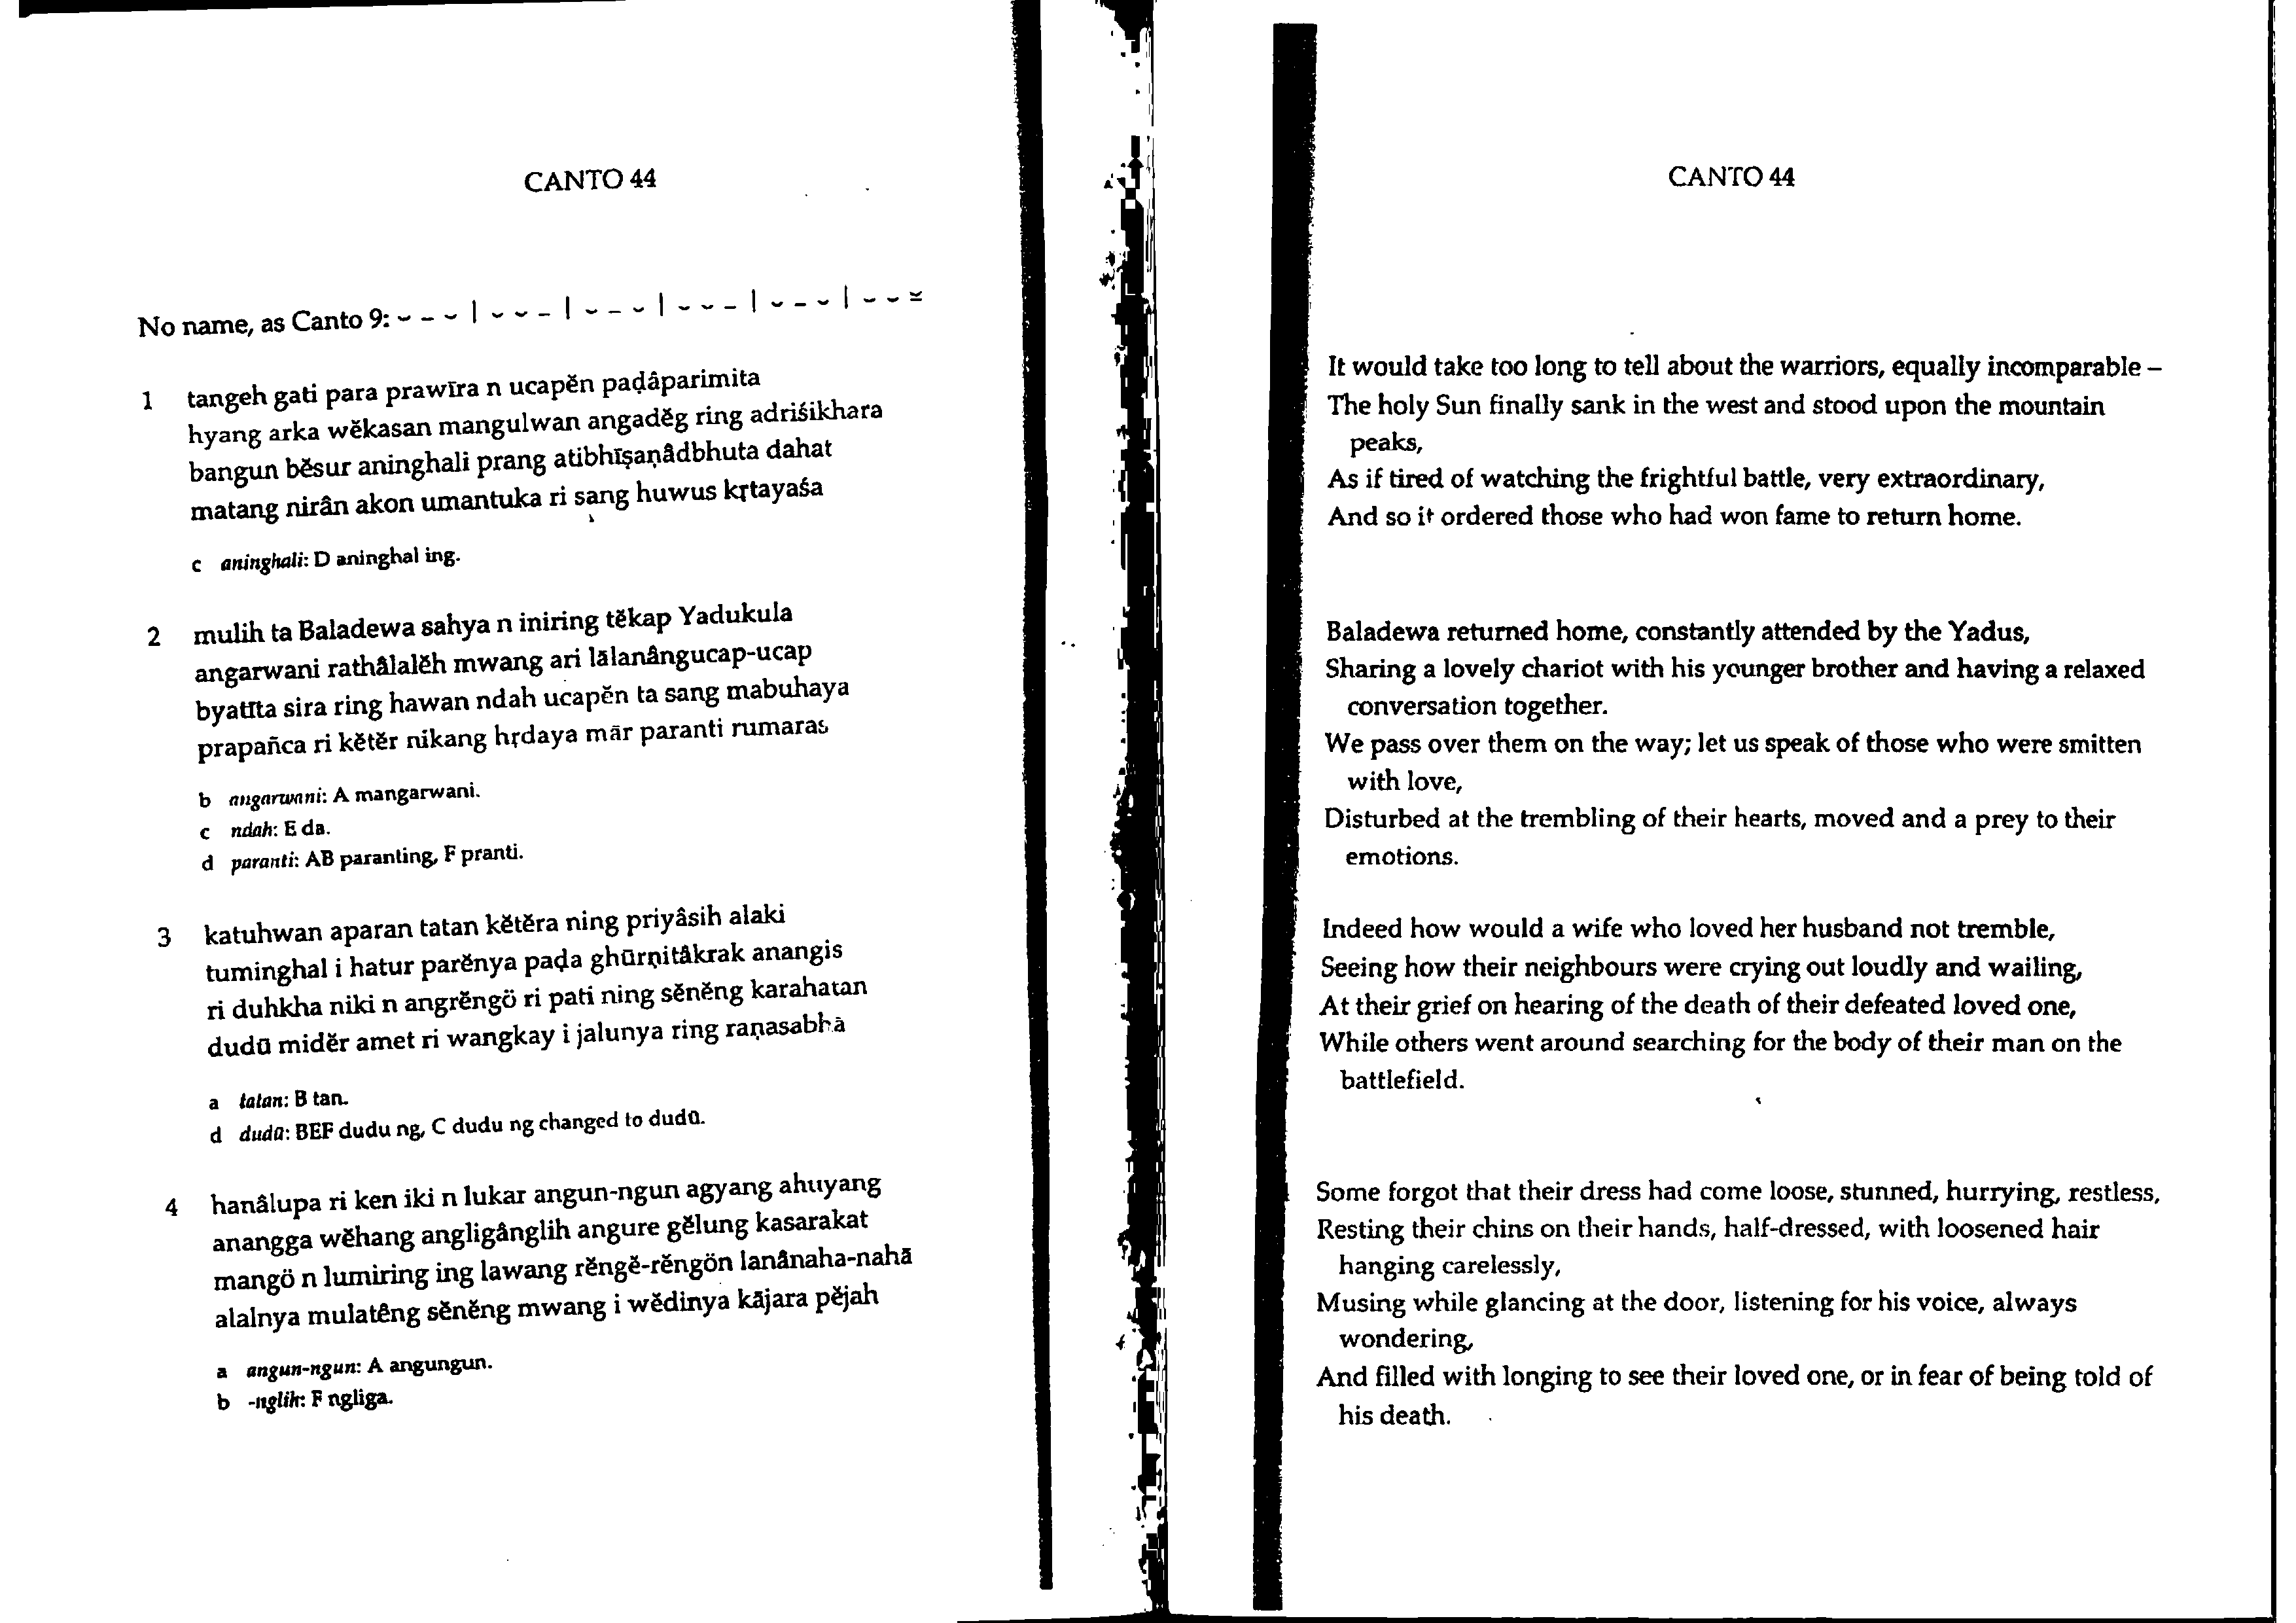 CANTO 44
No name, as Canto 9: ⏑ – ⏑ | ⏑ ⏑ – | ⏑ – ⏑ | ⏑ ⏑ – | ⏑ – ⏑ | ⏑ ⏑ ⏓
1 tangeh gati para prawīra n ucapĕn paḍâparimita
hyang arka wĕkasan mangulwan angadĕg ring adriśikhara
bangun bĕsur aninghali prang atibhīṣaṇâdbhuta dahat
matang nirân akon umantuka ri sang huwus kṛtayaśa
c aninghali: D aninghal ing.
2 mulih ta Baladewa sahya n iniring tĕkap Yadukula
angarwani rathâlalĕh mwang ari lālanângucap-ucap
byatīta sira ring hawan ndah ucapĕn ta sang mabuhaya
prapañca ri kĕtĕr nikang hṛdaya mār paranti rumaras
b angarwani: A mangarwani.
c ndah: E da.
d paranti: AB paranting, F pranti.
3 katuhwan aparan tatan kĕtĕra ning priyâsih alaki
tuminghal i hatur parĕnya paḍa ghūrṇitâkrak anangis
ri duhkha niki n angrĕngö ri pati ning sĕnĕng karahatan
dudū midĕr amet ri wangkay i jalunya ring raṇasabhā
a tatan: B tan.
d dudū: BEF dudu ng, C dudu ng changed to dudū.
4 hanâlupa ri ken iki n lukar angun-ngun agyang ahuyang
anangga wĕhang angligânglih angure gĕlung kasarakat
mangö n lumiring ing lawang rĕngĕ-rĕngön lanânaha-nahā
alalnya mulatêng sĕnĕng mwang i wĕdinya kājara pĕjah
a angun-ngun: A angungun.
b -nglih: F ngliga.
CANTO 44
It would take too long to tell about the warriors, equally incomparable –
The holy Sun finally sank in the west and stood upon the mountain
peaks,
As if tired of watching the frightful battle, very extraordinary,
And so it ordered those who had won fame to return home.
Baladewa returned home, constantly attended by the Yadus,
Sharing a lovely chariot with his younger brother and having a relaxed
conversation together.
We pass over them on the way; let us speak of those who were smitten
with love,
Disturbed at the trembling of their hearts, moved and a prey to their
emotions.
Indeed how would a wife who loved her husband not tremble,
Seeing how their neighbours were crying out loudly and wailing,
At their grief on hearing of the death of their defeated loved one,
While others went around searching for the body of their man on the
battlefield.
Some forgot that their dress had come loose, stunned, hurrying, restless,
Resting their chins on their hands, half-dressed, with loosened hair
hanging carelessly,
Musing while glancing at the door, listening for his voice, always
wondering,
And filled with longing to see their loved one, or in fear of being told of
his death.